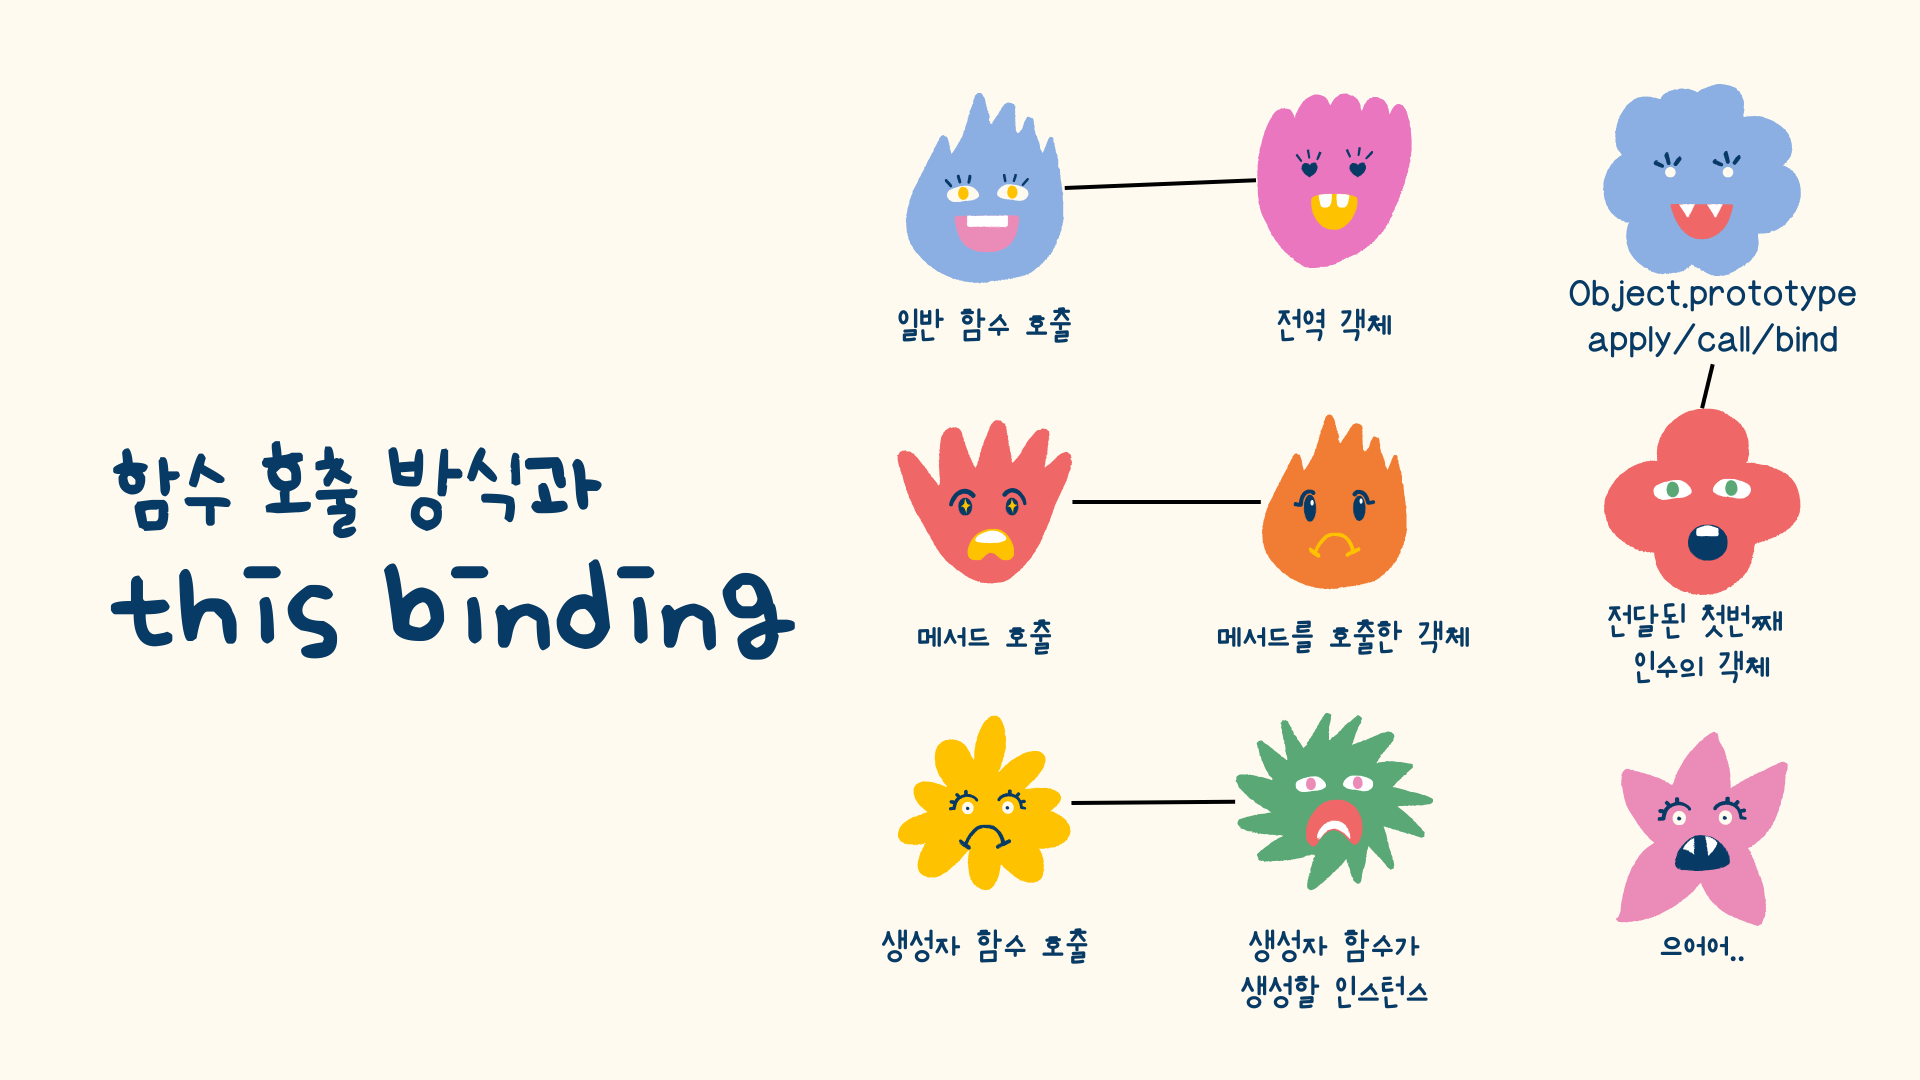 함수 호출 방식과
this binding
일반 함수 호출
전역 객체
Object.prototype
apply/call/bind
메서드 호출
메서드를 호출한 객체
전달된 첫번째
인수의 객체
생성자 함수 호출
생성자 함수가
생성할 인스턴스
으어어..